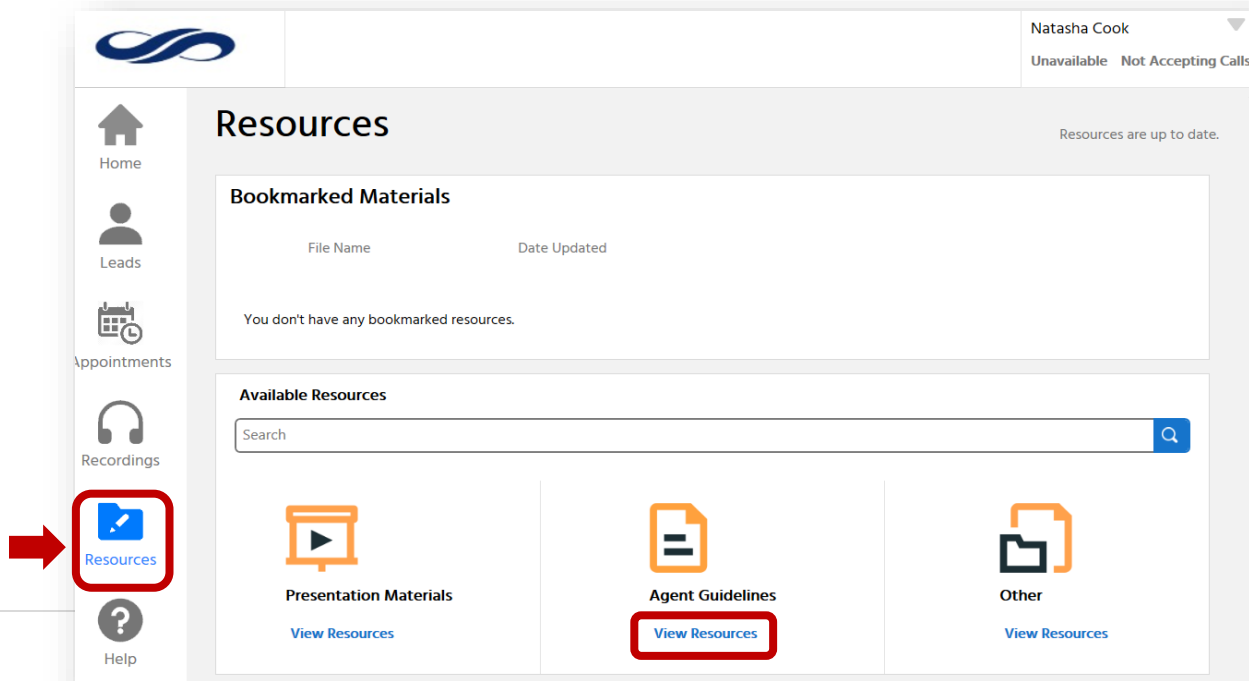 Natasha Cook
Unavailable Not Accepting Calls
Home
Leads
Appointments
Recordings
Resources
Help
Resources
Resources are up to date.
Bookmarked Materials
File Name Date Updated
You don't have any bookmarked resources.
Available Resources
Search
Presentation Materials
View Resources
Agent Guidelines
View Resources
Other
View Resources